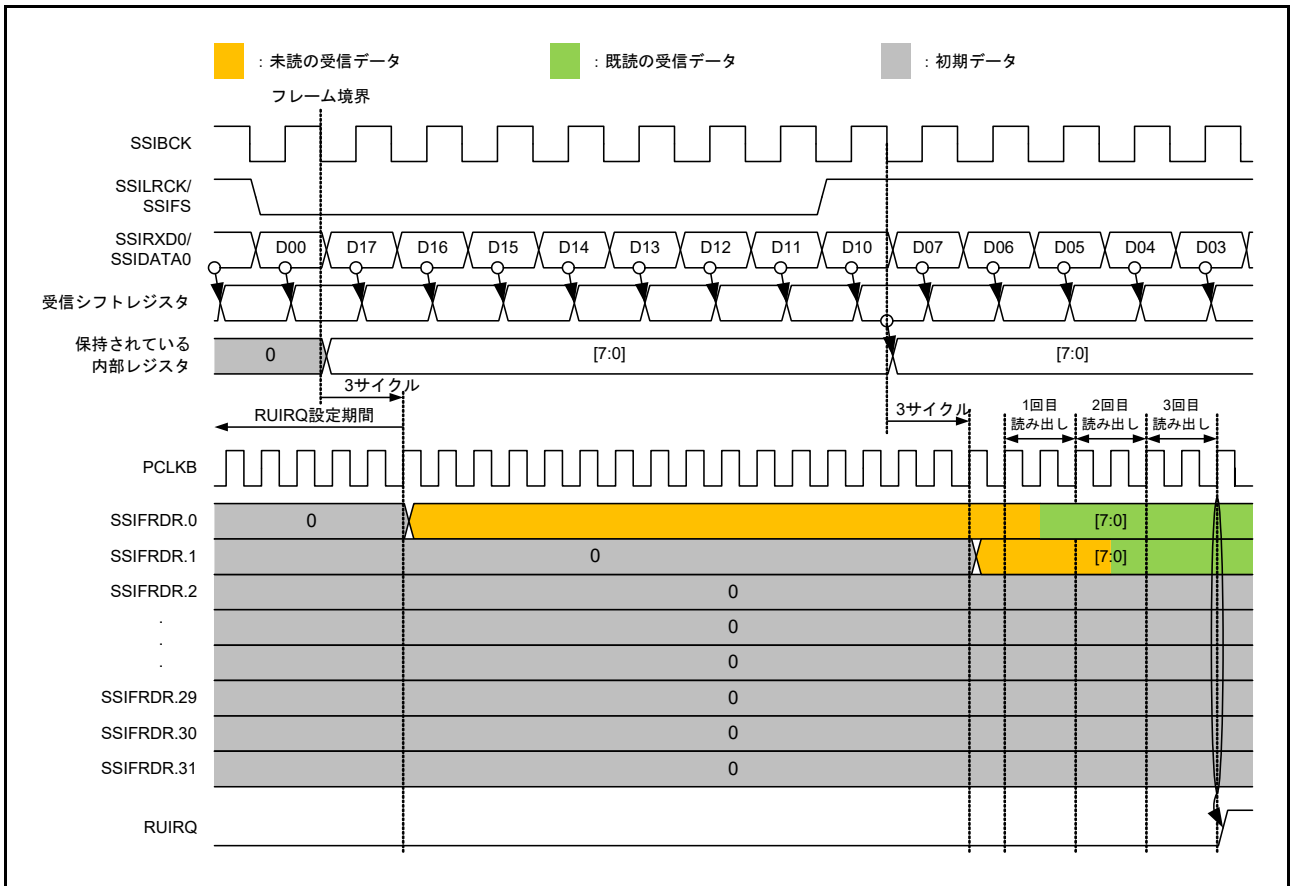 : 未読の受信データ
: 既読の受信データ
: 初期データ
フレーム境界
SSIBCK
SSILRCK/
SSIFS
SSIRXD0/
SSIDATA0
D00 D17 D16 D15 D14 D13 D12 D11 D10 D07 D06 D05 D04 D03
受信シフトレジスタ
保持されている
内部レジスタ
0 [7:0] [7:0]
3サイクル
RUIRQ設定期間
3サイクル
1回目
読み出し
2回目
読み出し
3回目
読み出し
PCLKB
SSIFRDR.0 0 [7:0]
SSIFRDR.1 0 [7:0]
SSIFRDR.2 0
. 0
.
. 0
SSIFRDR.29 0
SSIFRDR.30 0
SSIFRDR.31 0
RUIRQ